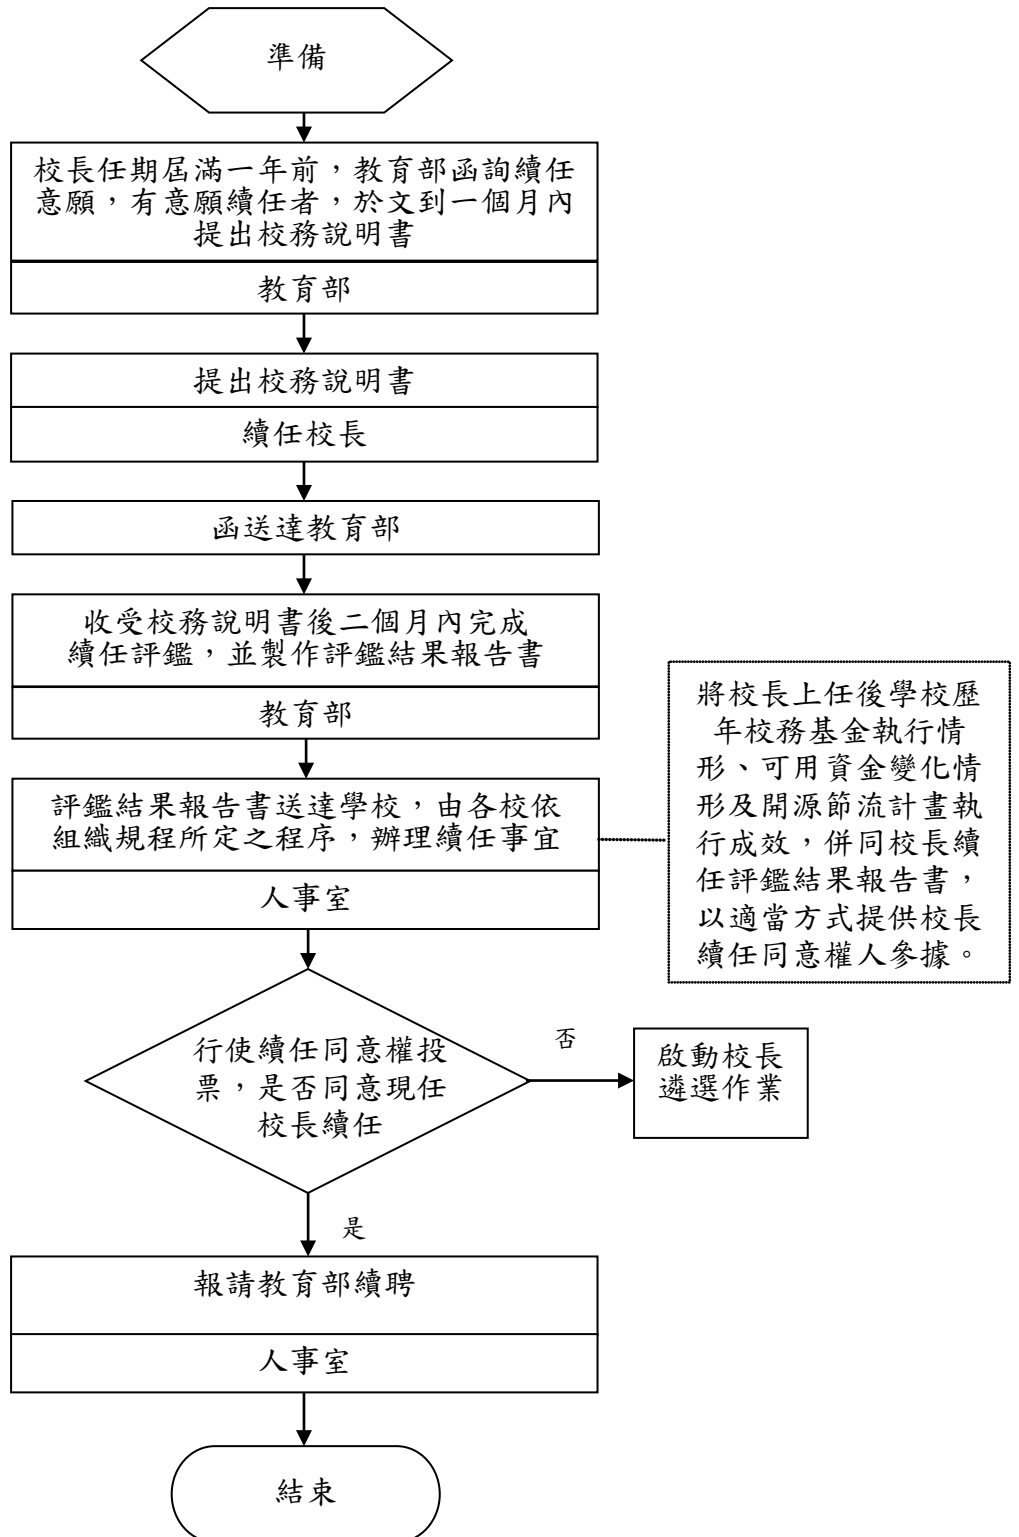 準備
校長任期屆滿一年前，教育部函詢續任
意願，有意願續任者，於文到一個月內
提出校務說明書
教育部
提出校務說明書
續任校長
函送達教育部
收受校務說明書後二個月內完成
續任評鑑，並製作評鑑結果報告書
教育部
評鑑結果報告書送達學校，由各校依
組織規程所定之程序，辦理續任事宜
人事室
將校長上任後學校歷
年校務基金執行情
形、可用資金變化情
形及開源節流計畫執
行成效，併同校長續
任評鑑結果報告書，
以適當方式提供校長
續任同意權人參據。
行使續任同意權投
票，是否同意現任
校長續任
否
啟動校長
遴選作業
是
報請教育部續聘
人事室
結束